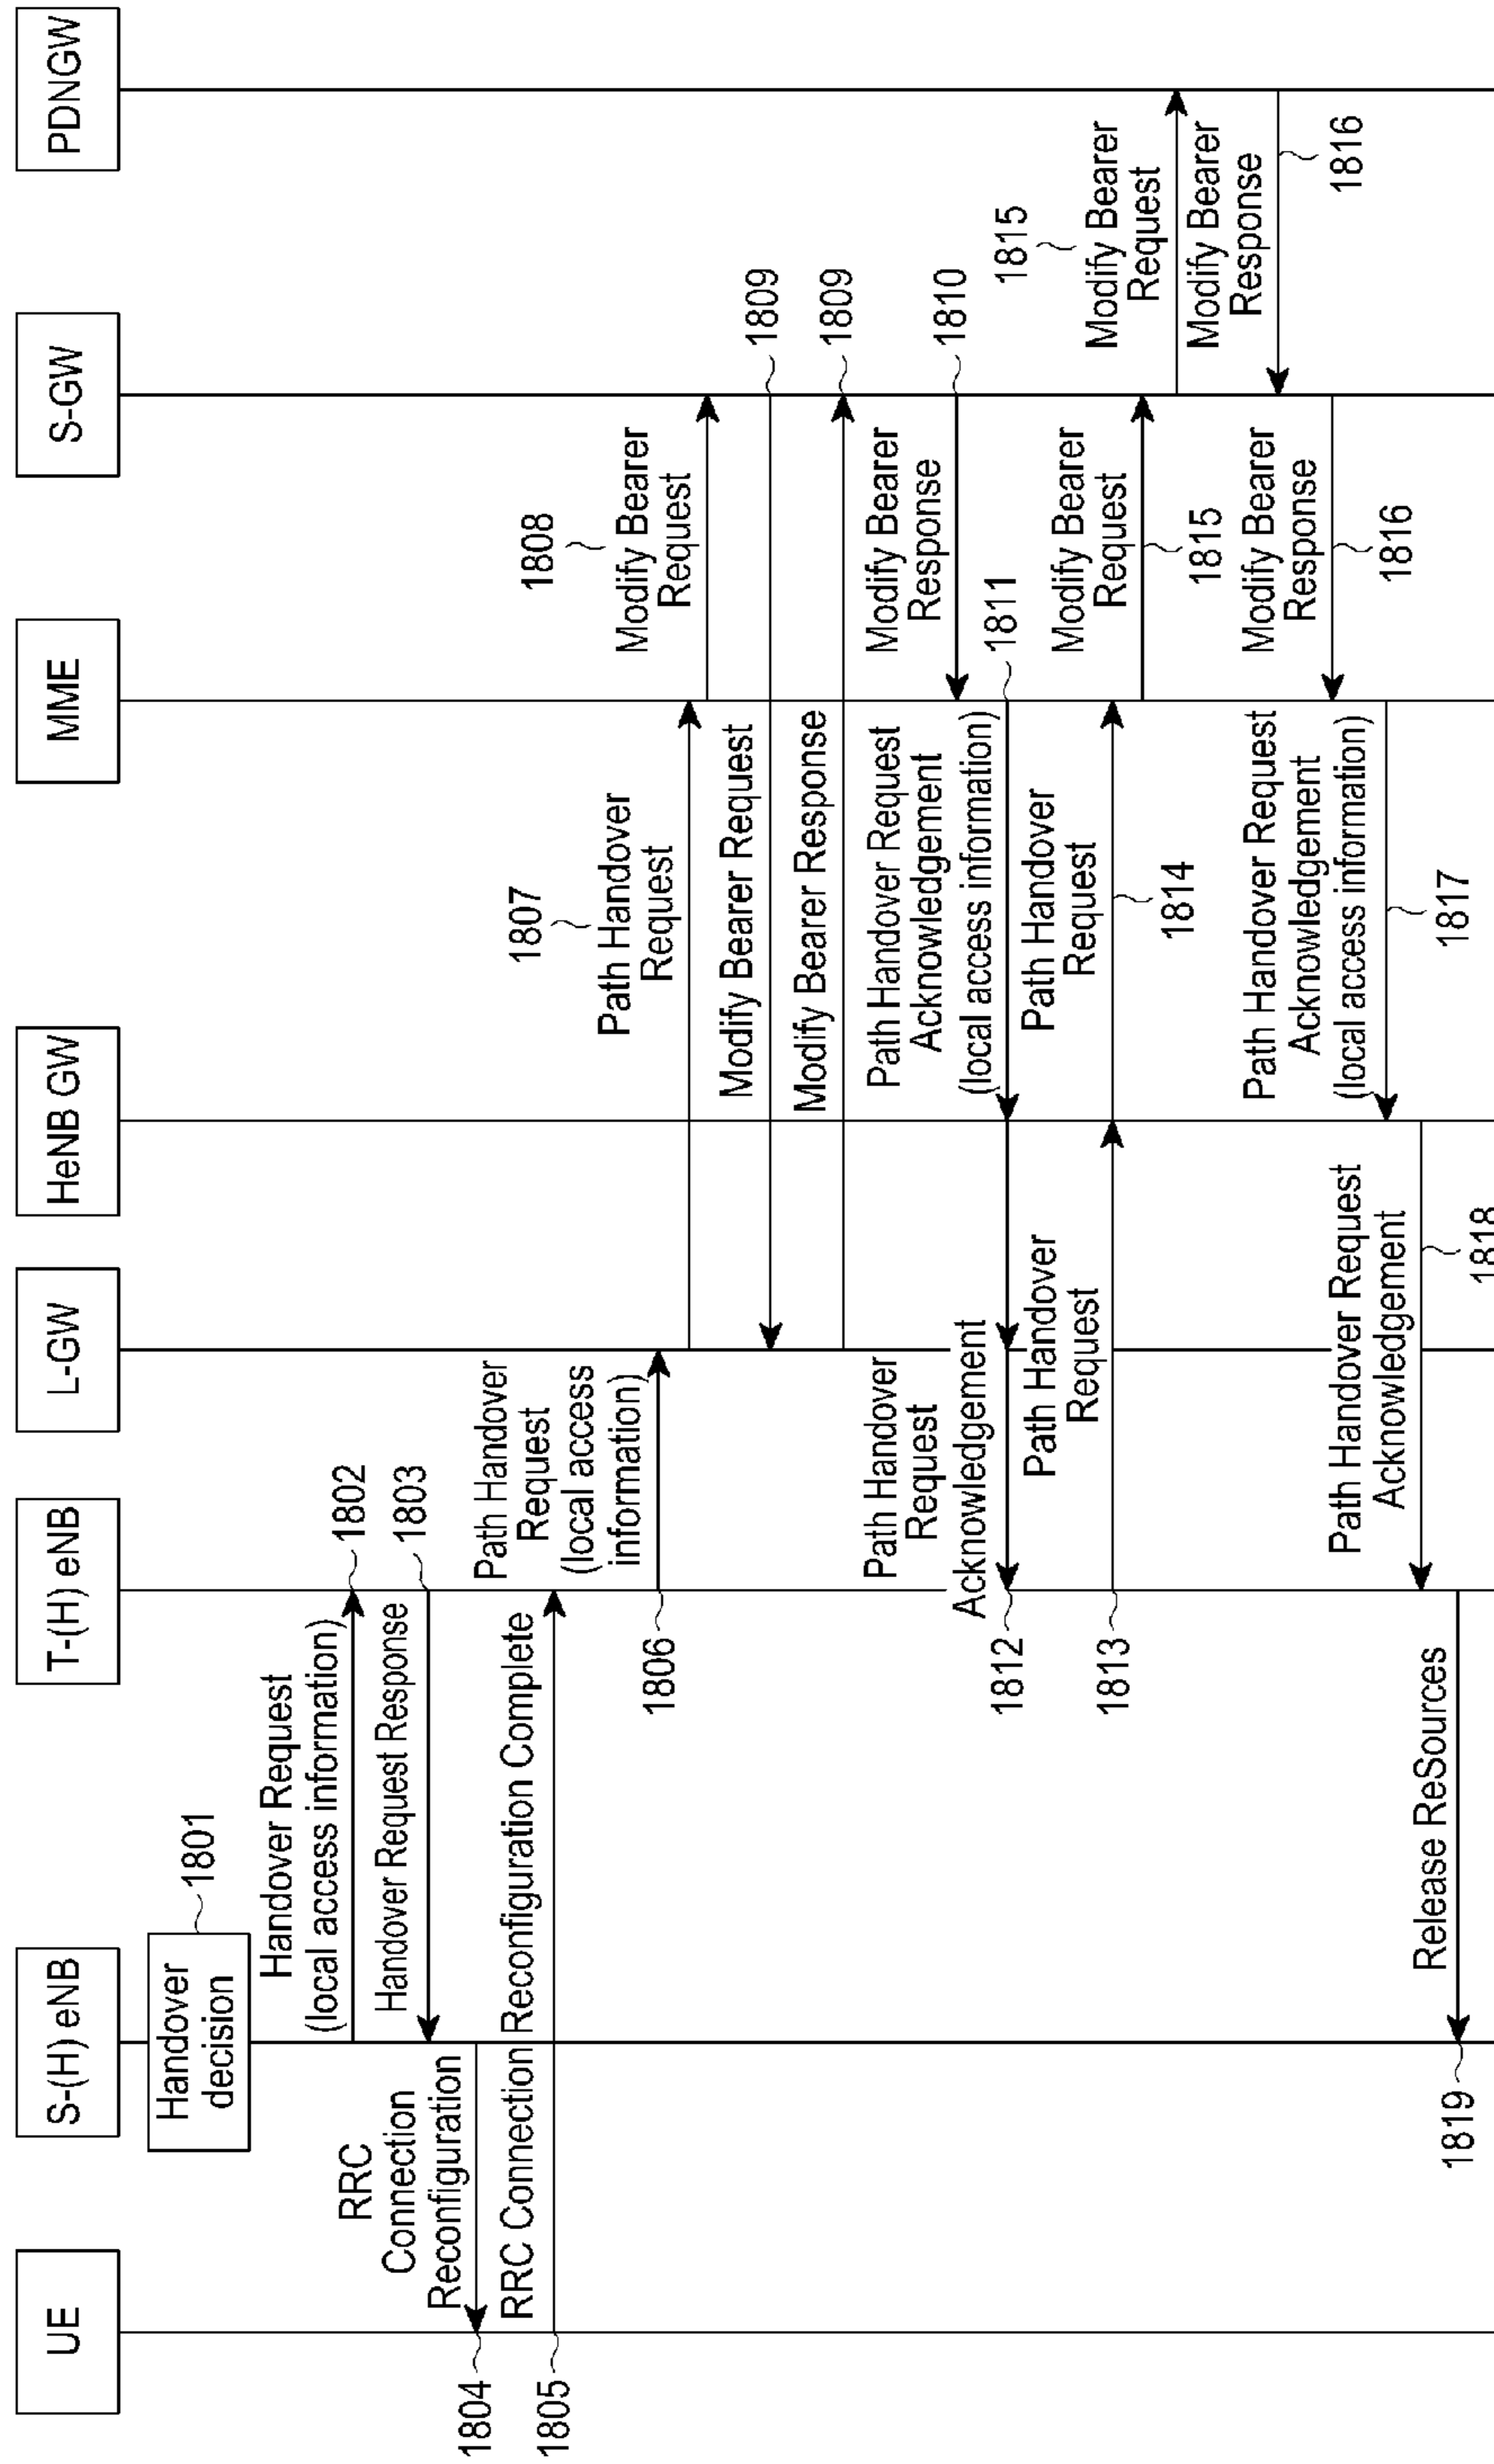 UE
S-(H) eNB
T-(H) eNB
L-GW
HeNB GW
MME
S-GW
PDNGW
Handover
decision
1801
Handover Request
(local access information)
1802
Handover Request Response
1803
RRC
Connection
Reconfiguration
1804
RRC Connection Reconfiguration Complete
1805
Path Handover
Request
(local access
information)
1806
1807
Path Handover
Request
1808
Modify Bearer
Request
Modify Bearer Request
1809
Modify Bearer Response
1809
Modify Bearer
Response
1810
Path Handover Request
Acknowledgement
(local access information)
1811
Path Handover
Request
Acknowledgement
1812
Path Handover
Request
1813
Path Handover
Request
1814
Modify Bearer
Request
1815
1815
Modify Bearer
Request
Modify Bearer
Response
1816
Modify Bearer
Response
1816
Path Handover Request
Acknowledgement
(local access information)
1817
Path Handover Request
Acknowledgement
1818
Release ReSources
1819